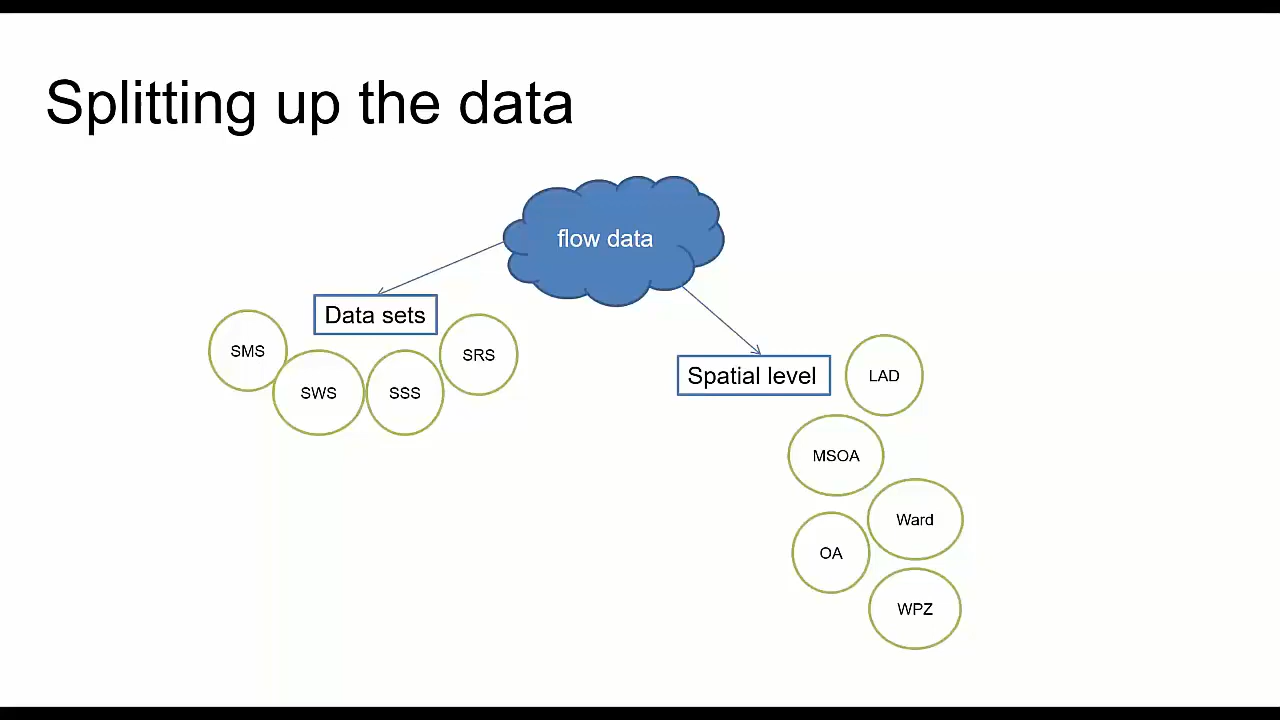 Splitting up the data
flow data
Data sets
SMS
SWS
SSS
SRS
Spatial level
LAD
MSOA
Ward
OA
WPZ